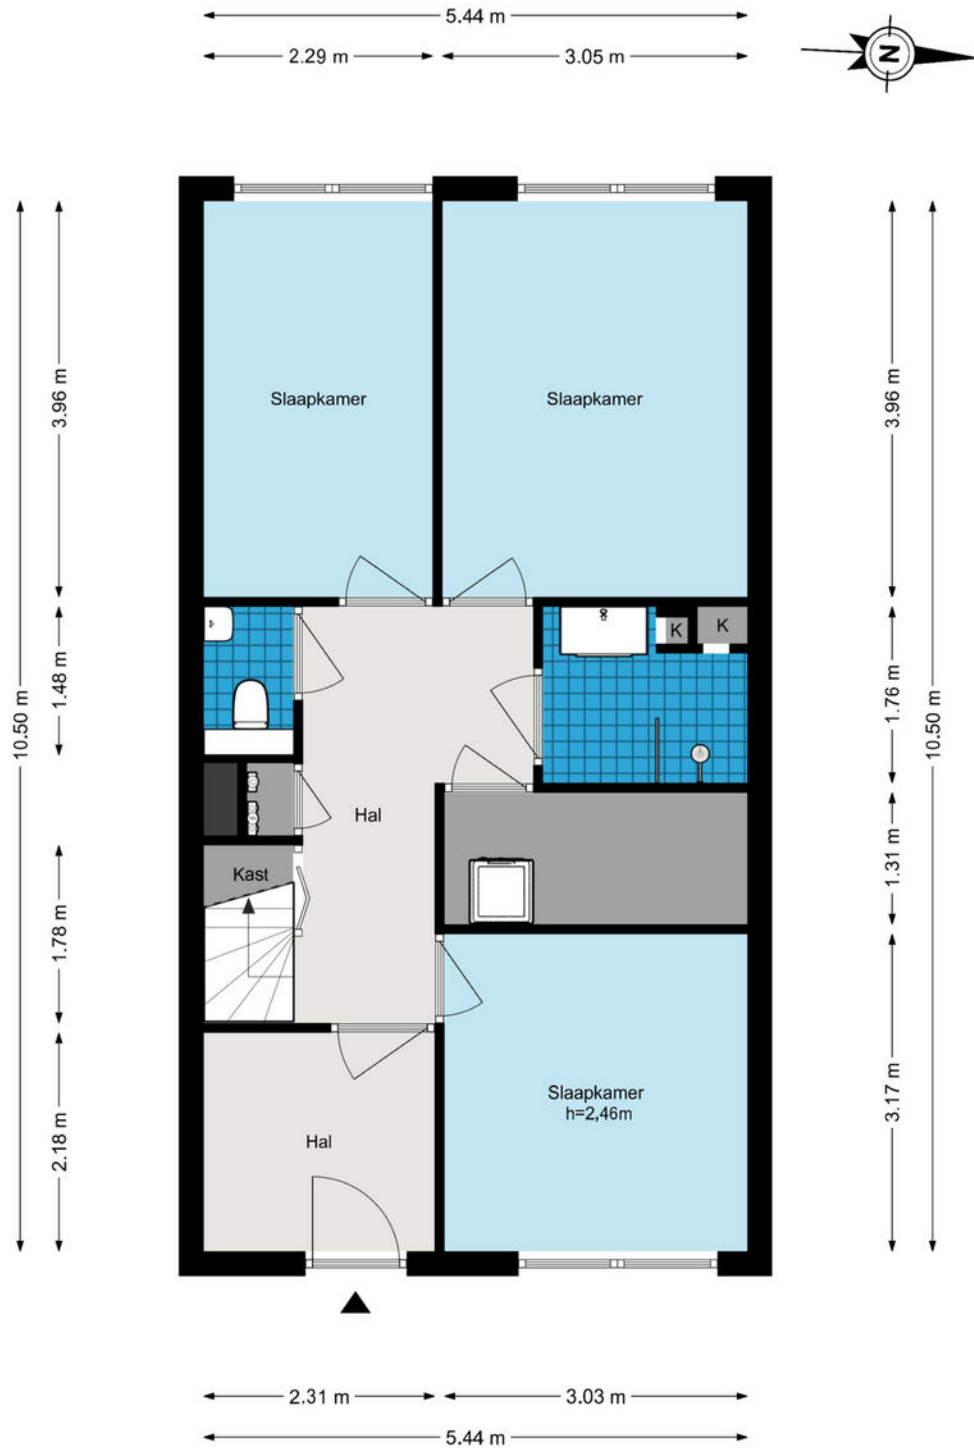 5.44 m
2.29 m
3.05 m
N
3.96 m
3.96 m
Slaapkamer
Slaapkamer
10.50 m
1.48 m
K
K
1.76 m
10.50 m
Hal
1.31 m
Kast
1.78 m
3.17 m
Slaapkamer
h=2,46m
2.18 m
Hal
2.31 m
3.03 m
5.44 m